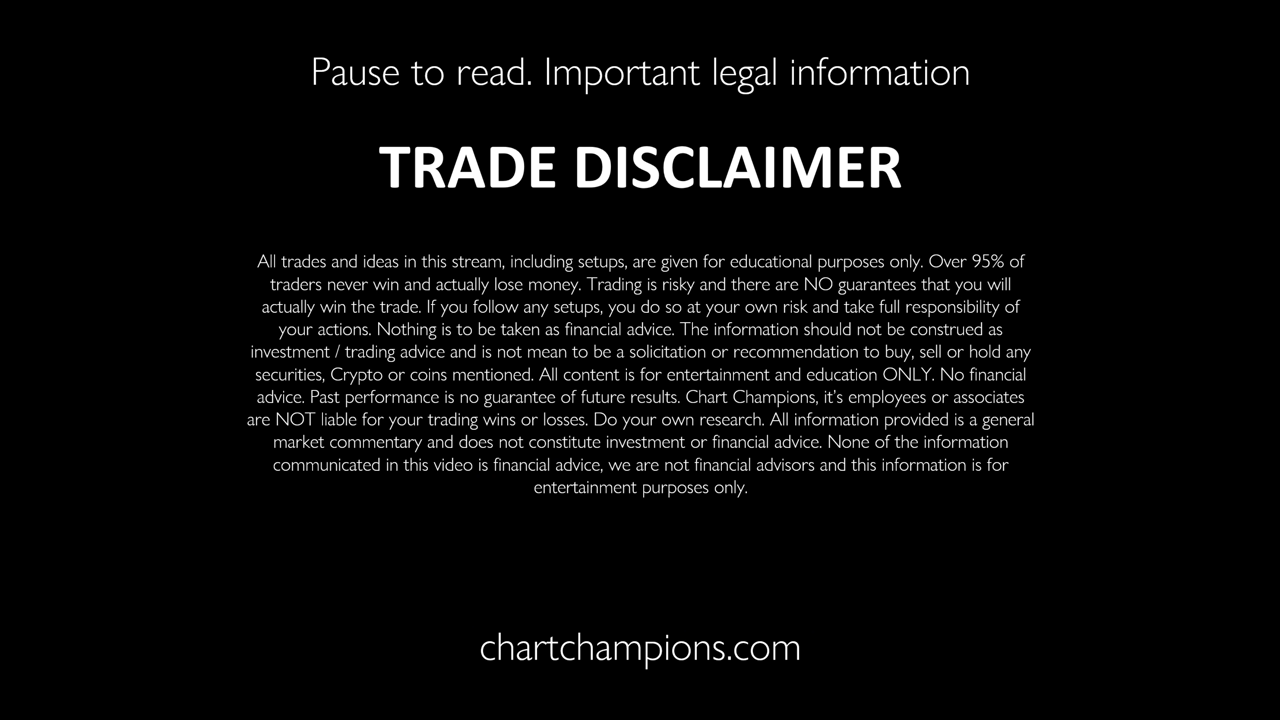 Pause to read. Important legal information
TRADE DISCLAIMER
All trades and ideas in this stream, including setups, are given for educational purposes only. Over 95% of
traders never win and actually lose money. Trading is risky and there are NO guarantees that you will
actually win the trade. If you follow any setups, you do so at your own risk and take full responsibility of
your actions. Nothing is to be taken as financial advice. The information should not be construed as
investment / trading advice and is not mean to be a solicitation or recommendation to buy, sell or hold any
securities, Crypto or coins mentioned. All content is for entertainment and education ONLY. No financial
advice. Past performance is no guarantee of future results. Chart Champions, it's employees or associates
are NOT liable for your trading wins or losses. Do your own research. All information provided is a general
market commentary and does not constitute investment or financial advice. None of the information
communicated in this video is financial advice, we are not financial advisors and this information is for
entertainment purposes only.
chartchampions.com